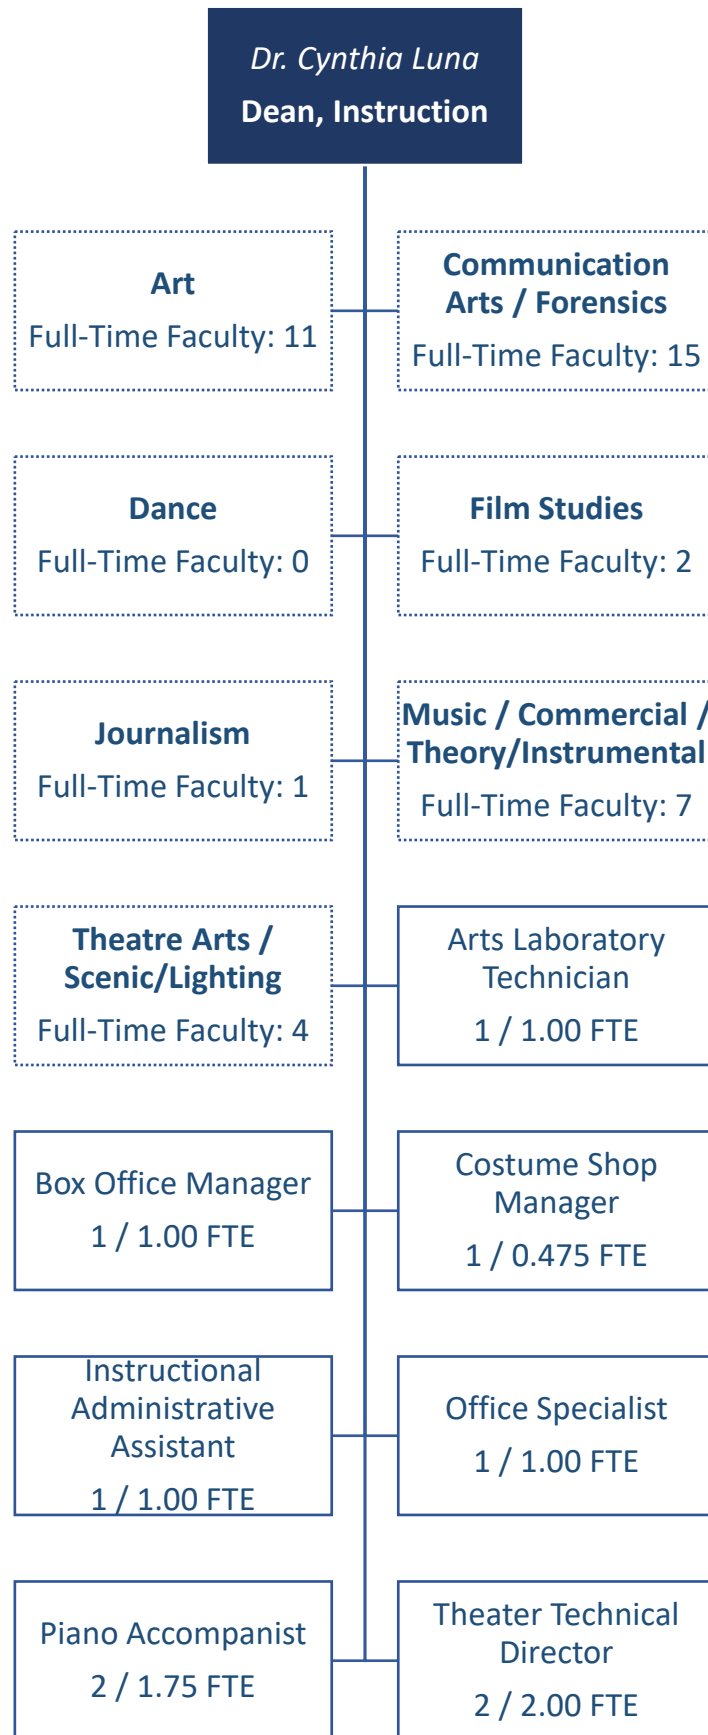 Dr. Cynthia Luna
Dean, Instruction
Art
Full-Time Faculty: 11
Communication
Arts / Forensics
Full-Time Faculty: 15
Dance
Full-Time Faculty: 0
Film Studies
Full-Time Faculty: 2
Journalism
Full-Time Faculty: 1
Music / Commercial /
Theory/Instrumental
Full-Time Faculty: 7
Theatre Arts /
Scenic/Lighting
Full-Time Faculty: 4
Arts Laboratory
Technician
1 / 1.00 FTE
Box Office Manager
1 / 1.00 FTE
Costume Shop
Manager
1 / 0.475 FTE
Instructional
Administrative
Assistant
1 / 1.00 FTE
Office Specialist
1 / 1.00 FTE
Piano Accompanist
2 / 1.75 FTE
Theater Technical
Director
2 / 2.00 FTE